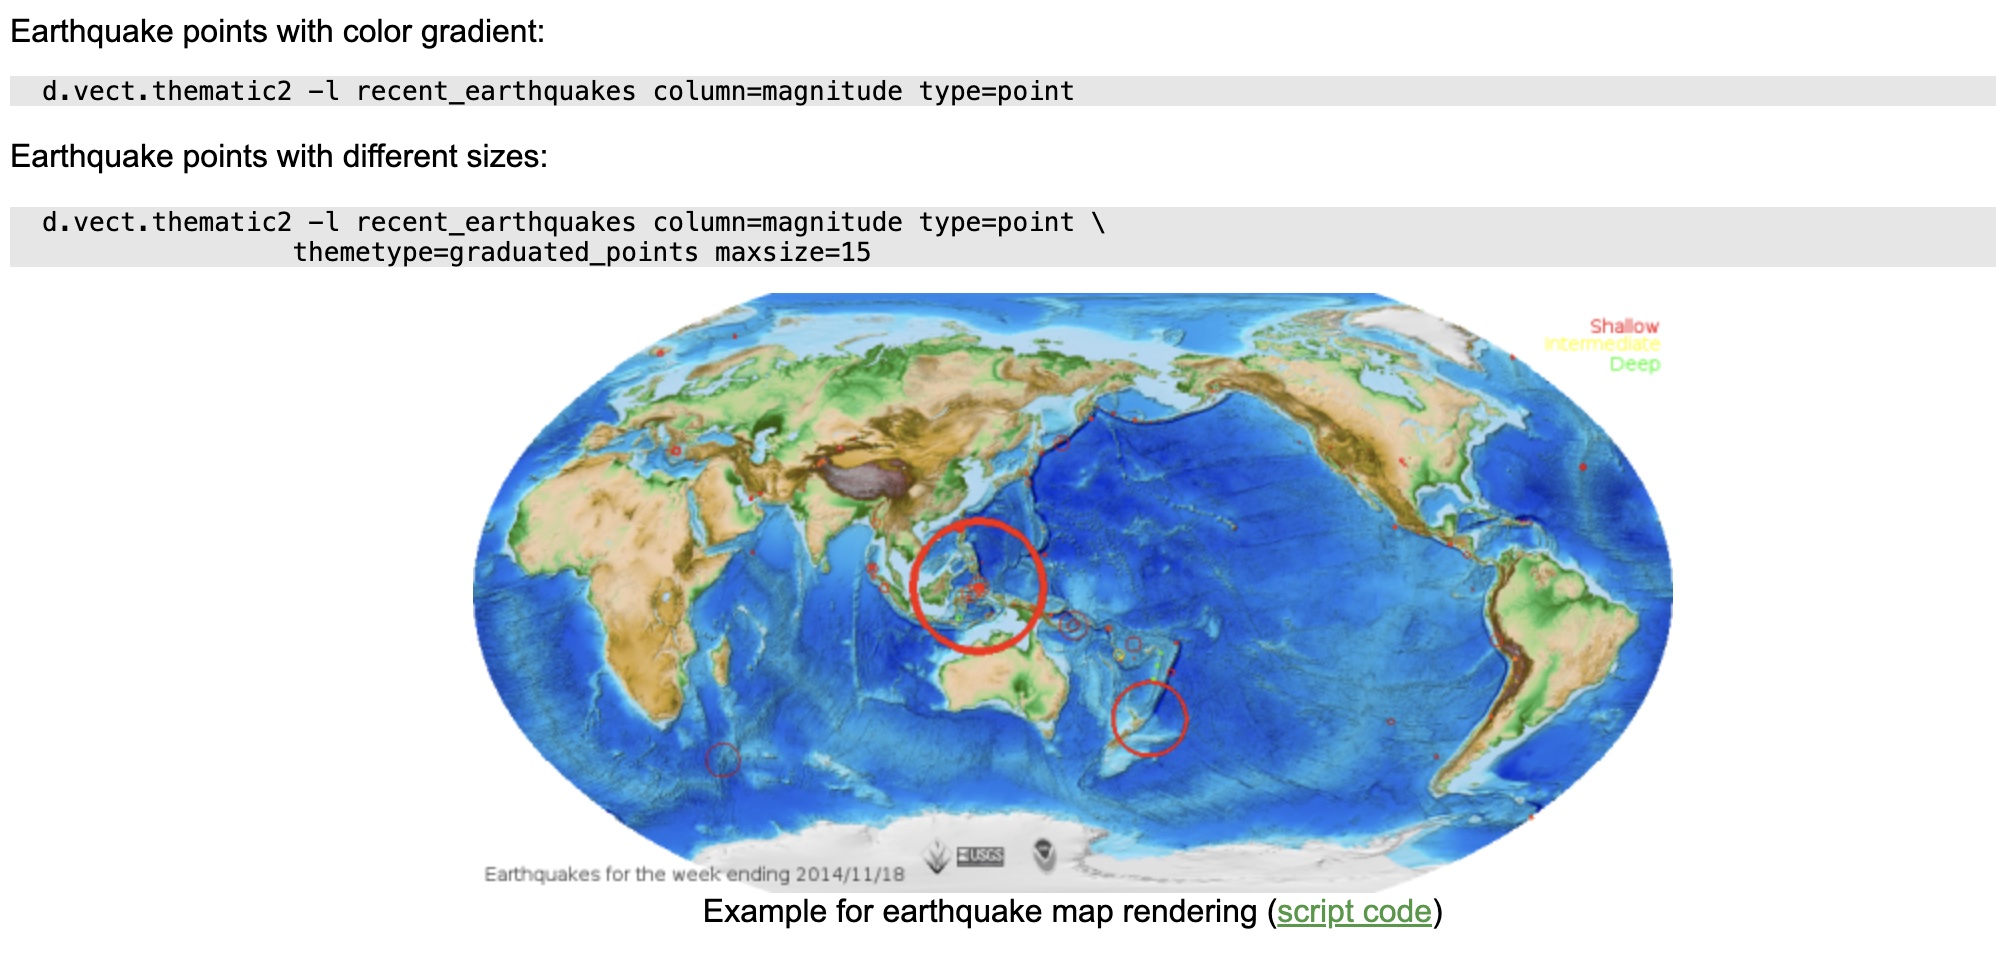 Earthquake points with color gradient:
d.vect.thematic2 -l recent_earthquakes column=magnitude type=point
Earthquake points with different sizes:
d.vect.thematic2 -l recent_earthquakes column=magnitude type=point \
themetype=graduated_points maxsize=15
Shallow
Intermediate
Deep
USGS
Earthquakes for the week ending 2014/11/18
Example for earthquake map rendering (script code)